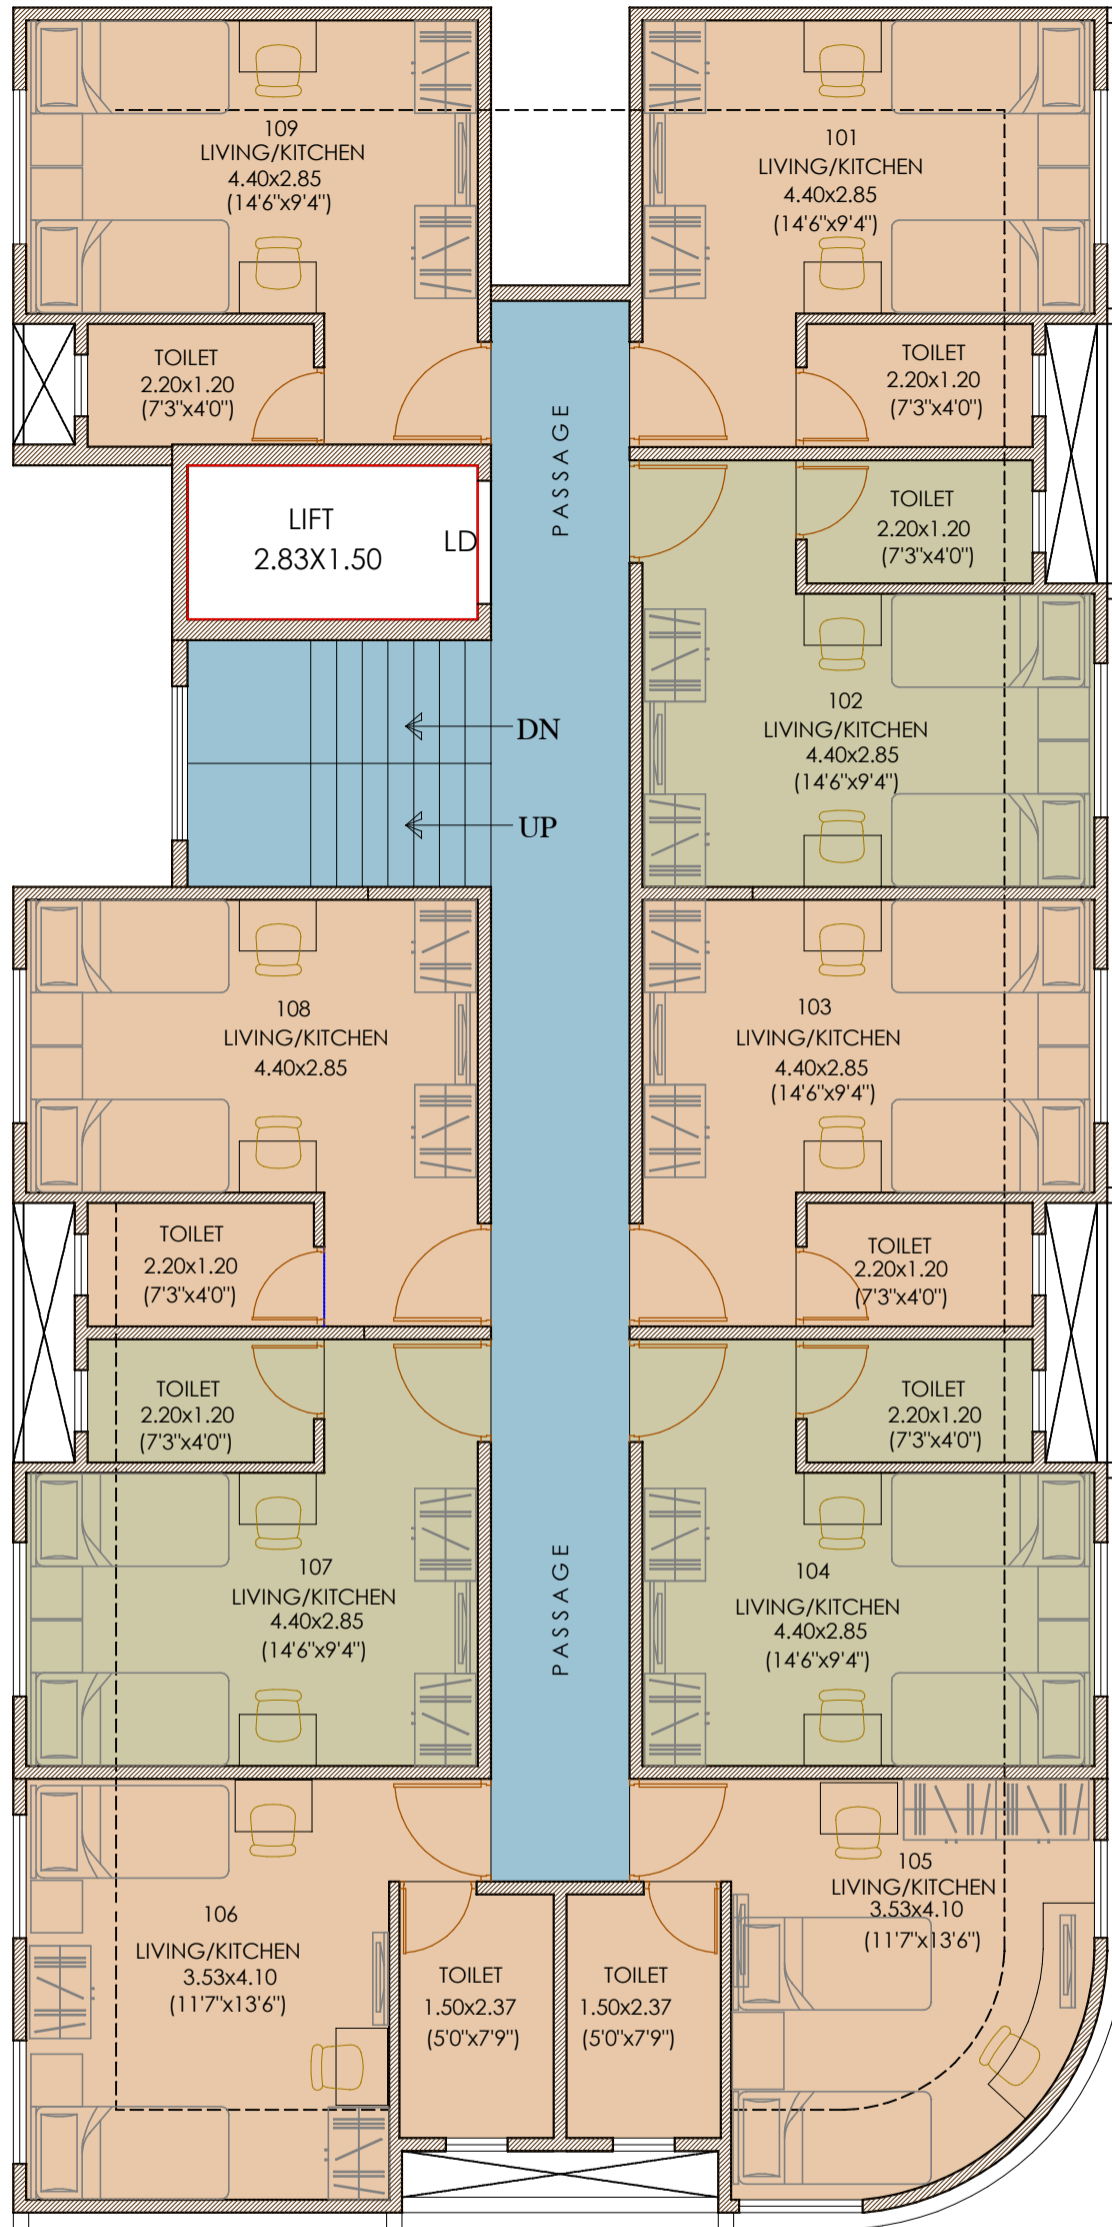 109
LIVING/KITCHEN
4.40x2.85
(14'6"x9'4")
101
LIVING/KITCHEN
4.40x2.85
(14'6"x9'4")
TOILET
2.20x1.20
(7'3"x4'0")
TOILET
2.20x1.20
(7'3"x4'0")
PASSAGE
LIFT
2.83X1.50
LD
TOILET
2.20x1.20
(7'3"x4'0")
DN
UP
102
LIVING/KITCHEN
4.40x2.85
(14'6"x9'4")
108
LIVING/KITCHEN
4.40x2.85
103
LIVING/KITCHEN
4.40x2.85
(14'6"x9'4")
TOILET
2.20x1.20
(7'3"x4'0")
TOILET
2.20x1.20
(7'3"x4'0")
TOILET
2.20x1.20
(7'3"x4'0")
TOILET
2.20x1.20
(7'3"x4'0")
107
LIVING/KITCHEN
4.40x2.85
(14'6"x9'4")
PASSAGE
104
LIVING/KITCHEN
4.40x2.85
(14'6"x9'4")
106
LIVING/KITCHEN
3.53x4.10
(11'7"x13'6")
105
LIVING/KITCHEN
3.53x4.10
(11'7"x13'6")
TOILET
1.50x2.37
(5'0"x7'9")
TOILET
1.50x2.37
(5'0"x7'9")